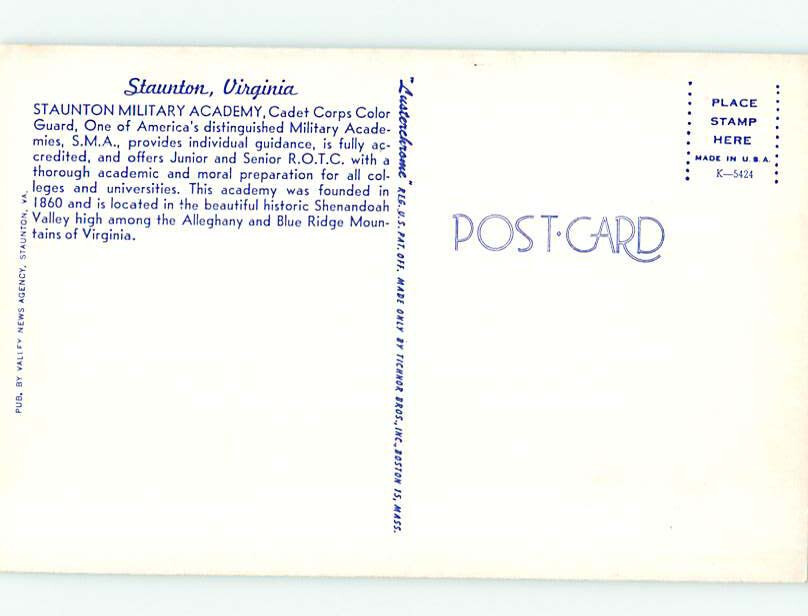 Staunton, Virginia
STAUNTON MILITARY ACADEMY, Cadet Corps Color
Guard, One of America's distinguished Military Acade-
mies, S.M.A., provides individual guidance, is fully ac-
credited, and offers Junior and Senior R.O.T.C. with a
thorough academic and moral preparation for all col-
leges and universities. This academy was founded in
1860 and is located in the beautiful historic Shenandoah
Valley high among the Alleghany and Blue Ridge Moun-
tains of Virginia.
PUB. BY VALLEY NEWS AGENCY, STAUNTON, VA.
"Lusterchrome" REG. U.S. PAT. OFF. MADE ONLY BY TICHNOR BROS., INC., BOSTON 15, MASS.
POST·CARD
PLACE
STAMP
HERE
MADE IN U.S.A.
K—5424